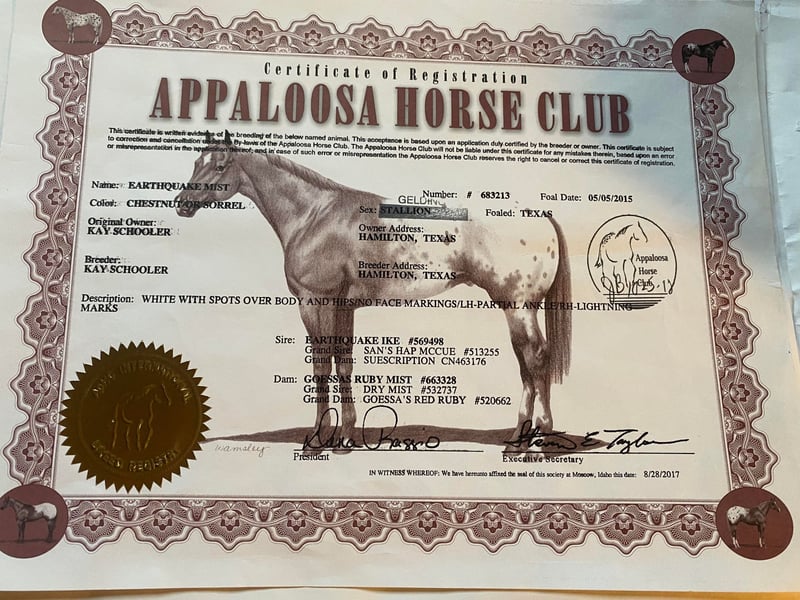 Certificate of Registration
APPALOOSA HORSE CLUB
This certificate is written evidence of the breeding of the below named animal. This acceptance is based upon an application duly certified by the breeder or owner. This certificate is subject
to correction and cancellation under the by-laws of the Appaloosa Horse Club. The Appaloosa Horse Club will not be liable under this certificate for any mistakes therein, based upon an error
or misrepresentation in the application thereof; and in case of such error or misrepresentation the Appaloosa Horse Club reserves the right to cancel or correct this certificate of registration.
Name: EARTHQUAKE MIST
Number: # 683213 Foal Date: 05/05/2015
GELDING
Color: CHESTNUT OR SORREL
Sex: STALLION Foaled: TEXAS
Original Owner:
KAY SCHOOLER
Owner Address:
HAMILTON, TEXAS
Appaloosa
Horse
Club
Breeder:
KAY SCHOOLER
Breeder Address:
HAMILTON, TEXAS
Description: WHITE WITH SPOTS OVER BODY AND HIPS/NO FACE MARKINGS/LH-PARTIAL ANKLE/RH-LIGHTNING
MARKS
Sire: EARTHQUAKE IKE #569498
Grand Sire: SAN'S HAP MCCUE #513255
Grand Dam: SUESCRIPTION CN463176
Dam: GOESSAS RUBY MIST #663328
Grand Sire: DRY MIST #532737
Grand Dam: GOESSA'S RED RUBY #520662
wamsley
President
Executive Secretary
IN WITNESS WHEREOF: We have hereunto affixed the seal of this society at Moscow, Idaho this date: 8/28/2017